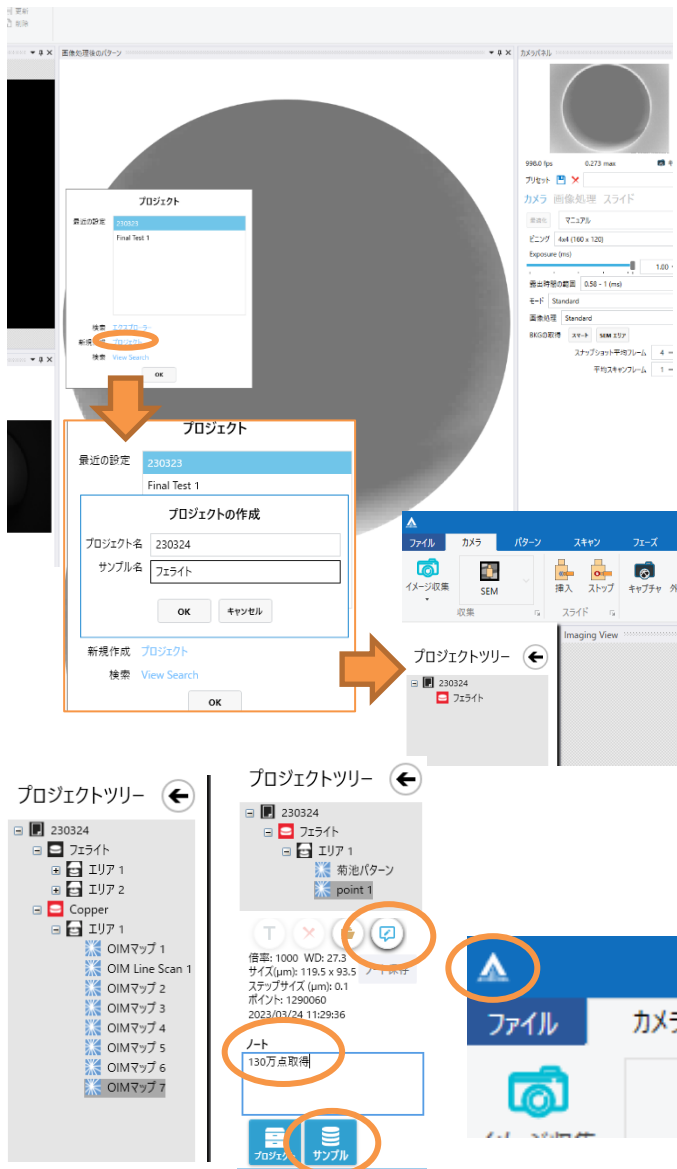 更新
削除
画像処理後のパターン
カメラパネル
998.0 fps 0.273 max
プリセット
カメラ 画像処理 スライド
最適化 マニュアル
ビニング 4x4 (160 x 120)
Exposure (ms)
1.00
露出時間の範囲 0.58 - 1 (ms)
モード Standard
画像処理 Standard
BKGの取得 スマート SEM エリア
スナップショット平均フレーム 4
平均スキャンフレーム 1
プロジェクト
最近の設定 230323
Final Test 1
検索 エクスプローラー
新規作成 プロジェクト
検索 View Search
OK
プロジェクト
最近の設定 230323
Final Test 1
プロジェクトの作成
プロジェクト名 230324
サンプル名 フェライト
OK キャンセル
新規作成 プロジェクト
検索 View Search
OK
ファイル カメラ パターン スキャン フェーズ
イメージ収集 SEM 挿入 ストップ キャプチャ 外
収集 スライド
プロジェクトツリー
Imaging View
230324
フェライト
プロジェクトツリー
230324
フェライト
エリア 1
エリア 2
Copper
エリア 1
OIMマップ 1
OIM Line Scan 1
OIMマップ 2
OIMマップ 3
OIMマップ 4
OIMマップ 5
OIMマップ 6
OIMマップ 7
プロジェクトツリー
230324
フェライト
エリア 1
菊池パターン
point 1
T
倍率: 1000 WD: 27.3
サイズ(μm): 119.5 x 93.5
ノート保存
ステップサイズ (μm): 0.1
ポイント: 1290060
2023/03/24 11:29:36
ノート
130万点取得
プロジェクト サンプル
ファイル カメラ
イメージ収集